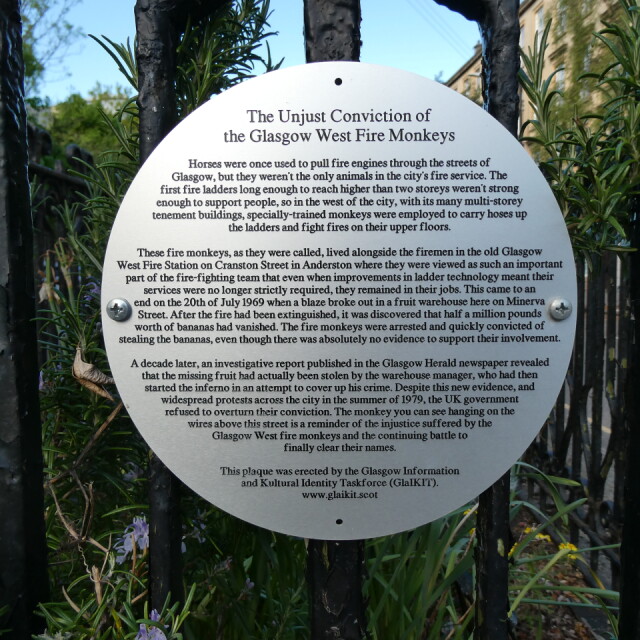 The Unjust Conviction of
the Glasgow West Fire Monkeys
Horses were once used to pull fire engines through the streets of
Glasgow, but they weren't the only animals in the city's fire service. The
first fire ladders long enough to reach higher than two storeys weren't strong
enough to support people, so in the west of the city, with its many multi-storey
tenement buildings, specially-trained monkeys were employed to carry hoses up
the ladders and fight fires on their upper floors.
These fire monkeys, as they were called, lived alongside the firemen in the old Glasgow
West Fire Station on Cranston Street in Anderston where they were viewed as such an important
part of the fire-fighting team that even when improvements in ladder technology meant their
services were no longer strictly required, they remained in their jobs. This came to an
end on the 20th of July 1969 when a blaze broke out in a fruit warehouse here on Minerva
Street. After the fire had been extinguished, it was discovered that half a million pounds
worth of bananas had vanished. The fire monkeys were arrested and quickly convicted of
stealing the bananas, even though there was absolutely no evidence to support their involvement.
A decade later, an investigative report published in the Glasgow Herald newspaper revealed
that the missing fruit had actually been stolen by the warehouse manager, who had then
started the inferno in an attempt to cover up his crime. Despite this new evidence, and
widespread protests across the city in the summer of 1979, the UK government
refused to overturn their conviction. The monkey you can see hanging on the
wires above this street is a reminder of the injustice suffered by the
Glasgow West fire monkeys and the continuing battle to
finally clear their names.
This plaque was erected by the Glasgow Information
and Kultural Identity Taskforce (GlaIKIT).
www.glaikit.scot